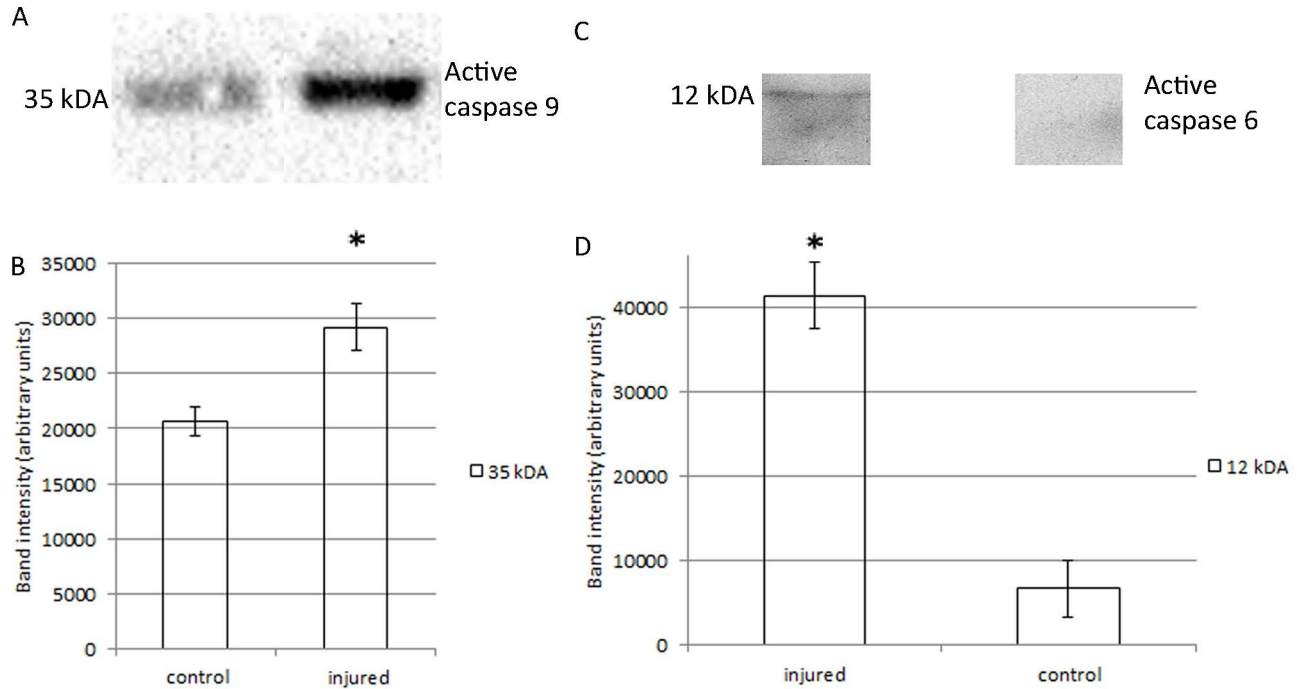 A
35 kDA
Active
caspase 9
C
12 kDA
Active
caspase 6
B
*
35000
30000
25000
20000
15000
10000
5000
0
Band intensity (arbitrary units)
control
injured
35 kDA
D
*
40000
30000
20000
10000
0
Band intensity (arbitrary units)
injured
control
12 kDA